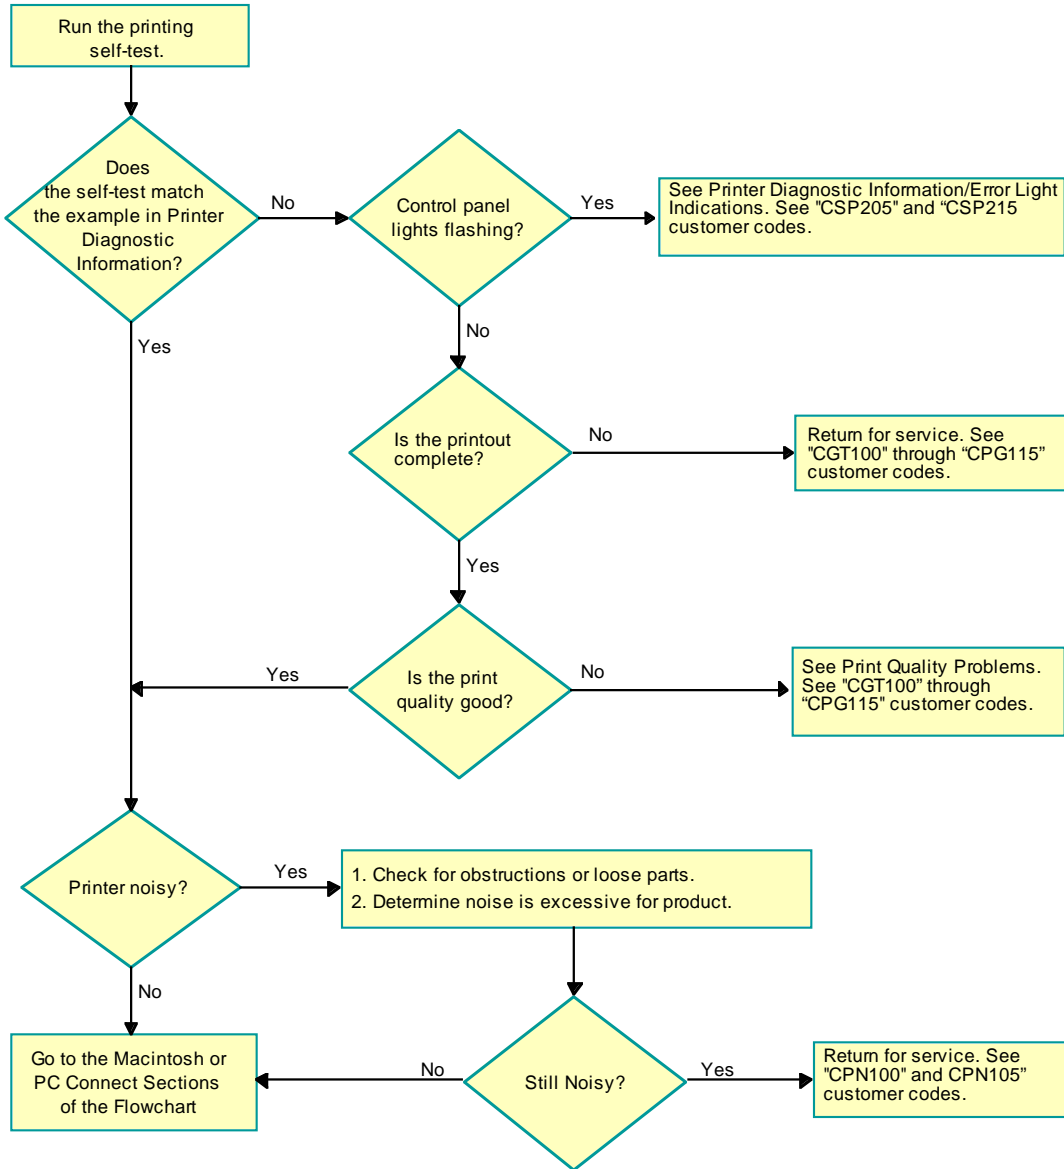 Run the printing
self-test.
Does
the self-test match
the example in Printer
Diagnostic
Information?
No
Control panel
lights flashing?
Yes
See Printer Diagnostic Information/Error Light
Indications. See "CSP205" and “CSP215
customer codes.
Yes
No
Is the printout
complete?
No
Return for service. See
"CGT100" through “CPG115”
customer codes.
Yes
Yes
Is the print
quality good?
No
See Print Quality Problems.
See "CGT100” through
“CPG115" customer codes.
Printer noisy?
Yes
1. Check for obstructions or loose parts.
2. Determine noise is excessive for product.
No
Go to the Macintosh or
PC Connect Sections
of the Flowchart
No
Still Noisy?
Yes
Return for service. See
"CPN100" and CPN105”
customer codes.